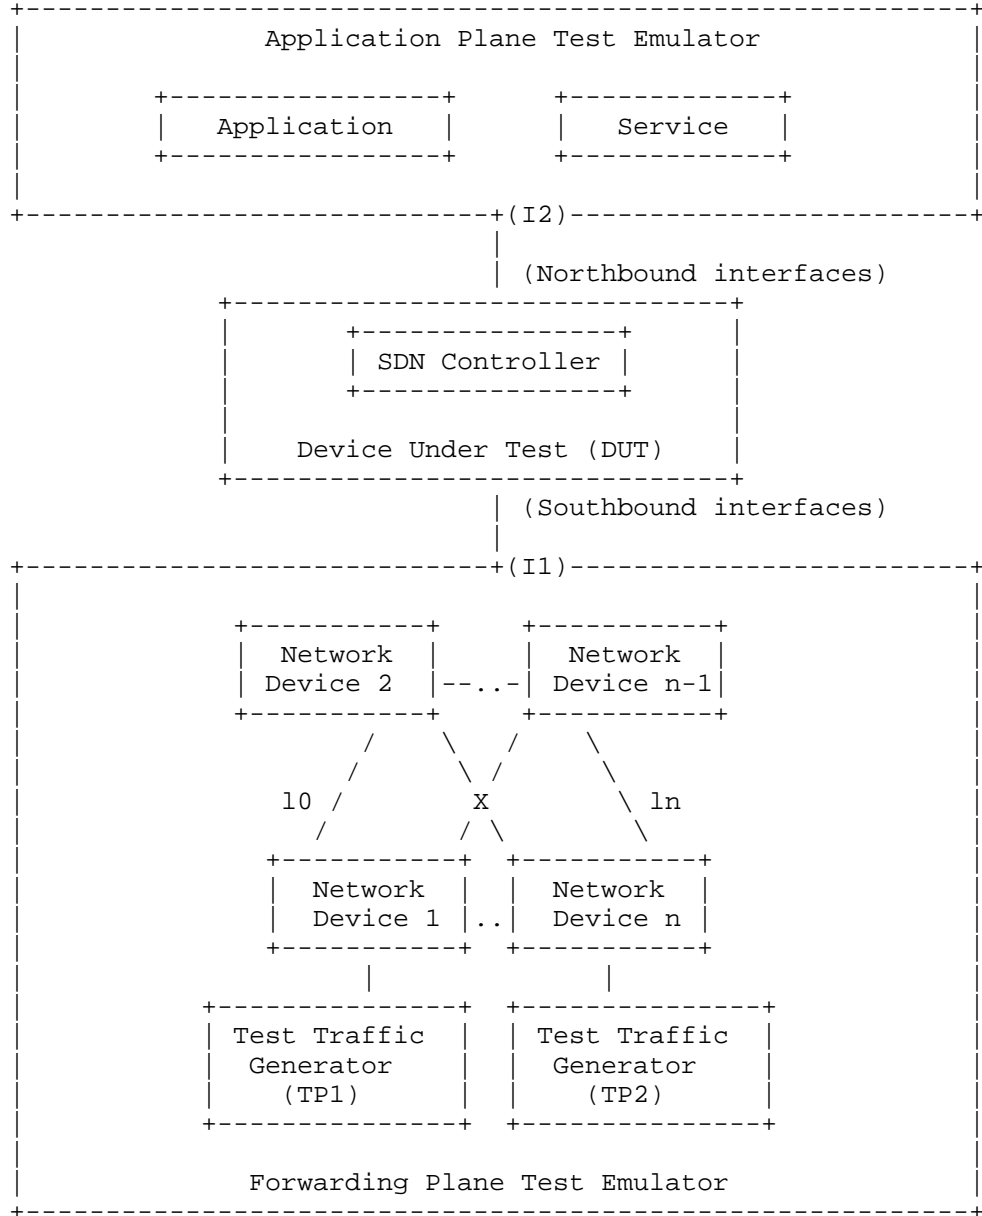 Application Plane Test Emulator
Application Service
(I2)
(Northbound interfaces)
SDN Controller
Device Under Test (DUT)
(Southbound interfaces)
(I1)
Network Network
Device 2 --..- Device n-1
l0 X ln
Network Network
Device 1 .. Device n
Test Traffic Test Traffic
Generator Generator
(TP1) (TP2)
Forwarding Plane Test Emulator